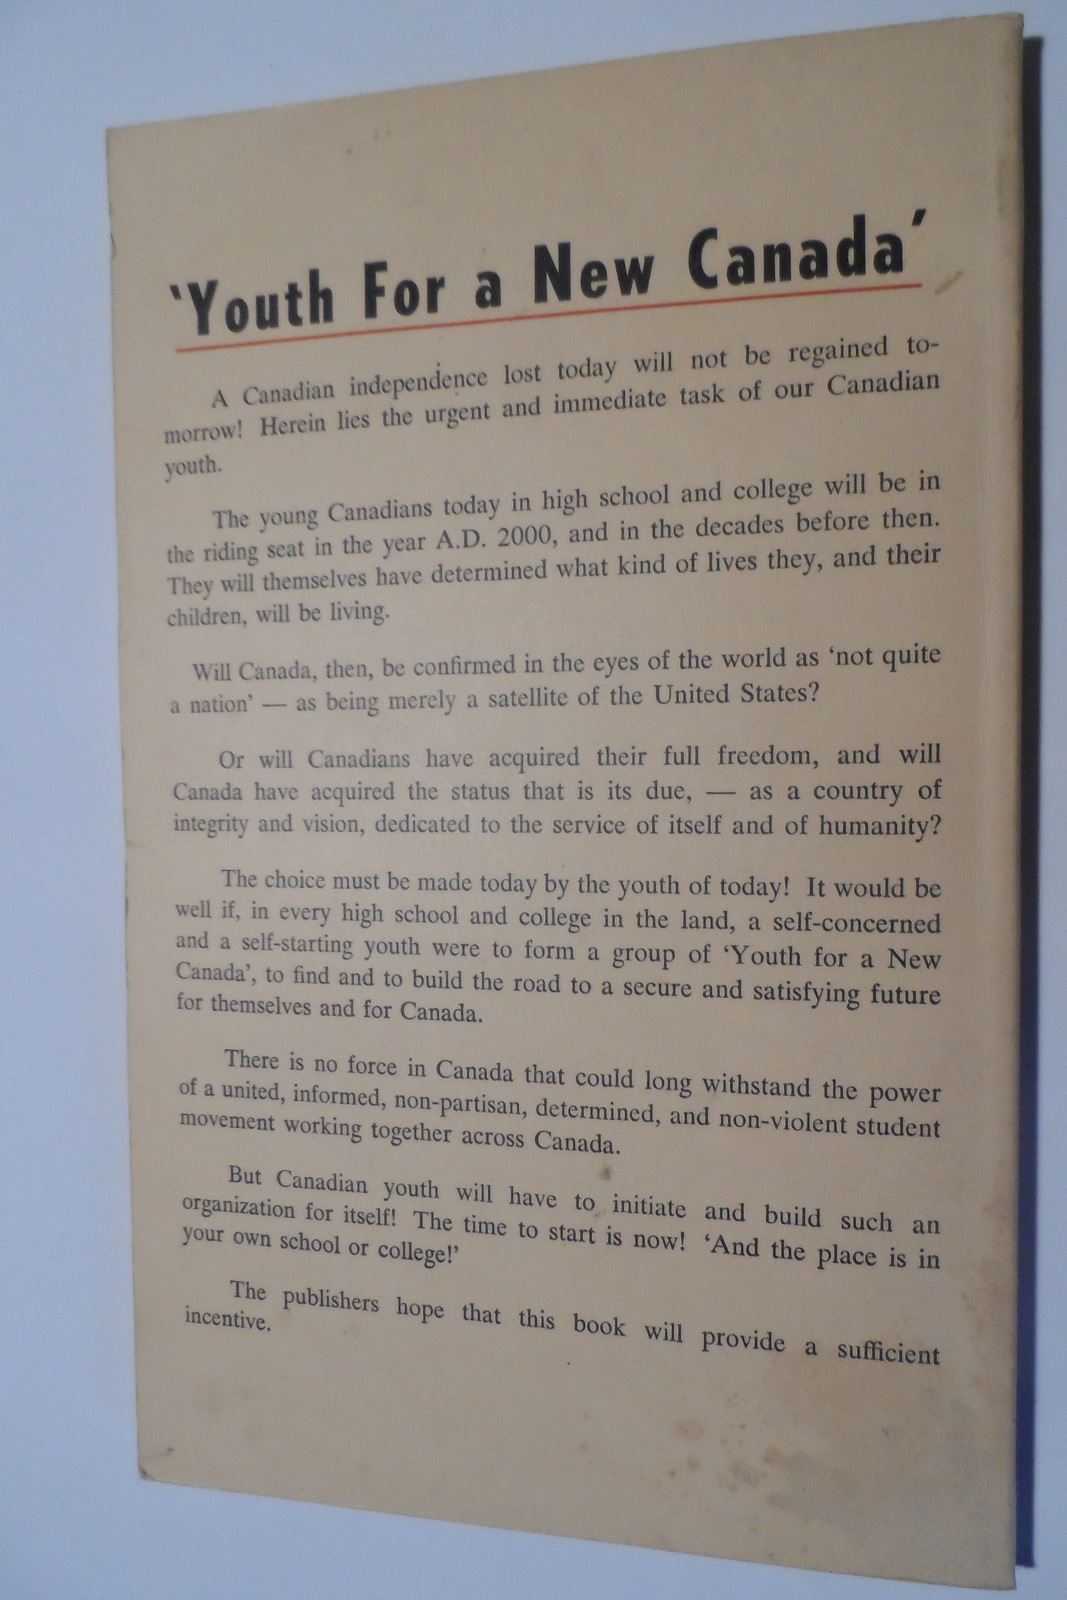 'Youth For a New Canada'
A Canadian independence lost today will not be regained to-
morrow! Herein lies the urgent and immediate task of our Canadian
youth.
The young Canadians today in high school and college will be in
the riding seat in the year A.D. 2000, and in the decades before then.
They will themselves have determined what kind of lives they, and their
children, will be living.
Will Canada, then, be confirmed in the eyes of the world as 'not quite
a nation' — as being merely a satellite of the United States?
Or will Canadians have acquired their full freedom, and will
Canada have acquired the status that is its due, — as a country of
integrity and vision, dedicated to the service of itself and of humanity?
The choice must be made today by the youth of today! It would be
well if, in every high school and college in the land, a self-concerned
and a self-starting youth were to form a group of 'Youth for a New
Canada', to find and to build the road to a secure and satisfying future
for themselves and for Canada.
There is no force in Canada that could long withstand the power
of a united, informed, non-partisan, determined, and non-violent student
movement working together across Canada.
But Canadian youth will have to initiate and build such an
organization for itself! The time to start is now! 'And the place is in
your own school or college!'
The publishers hope that this book will provide a sufficient
incentive.